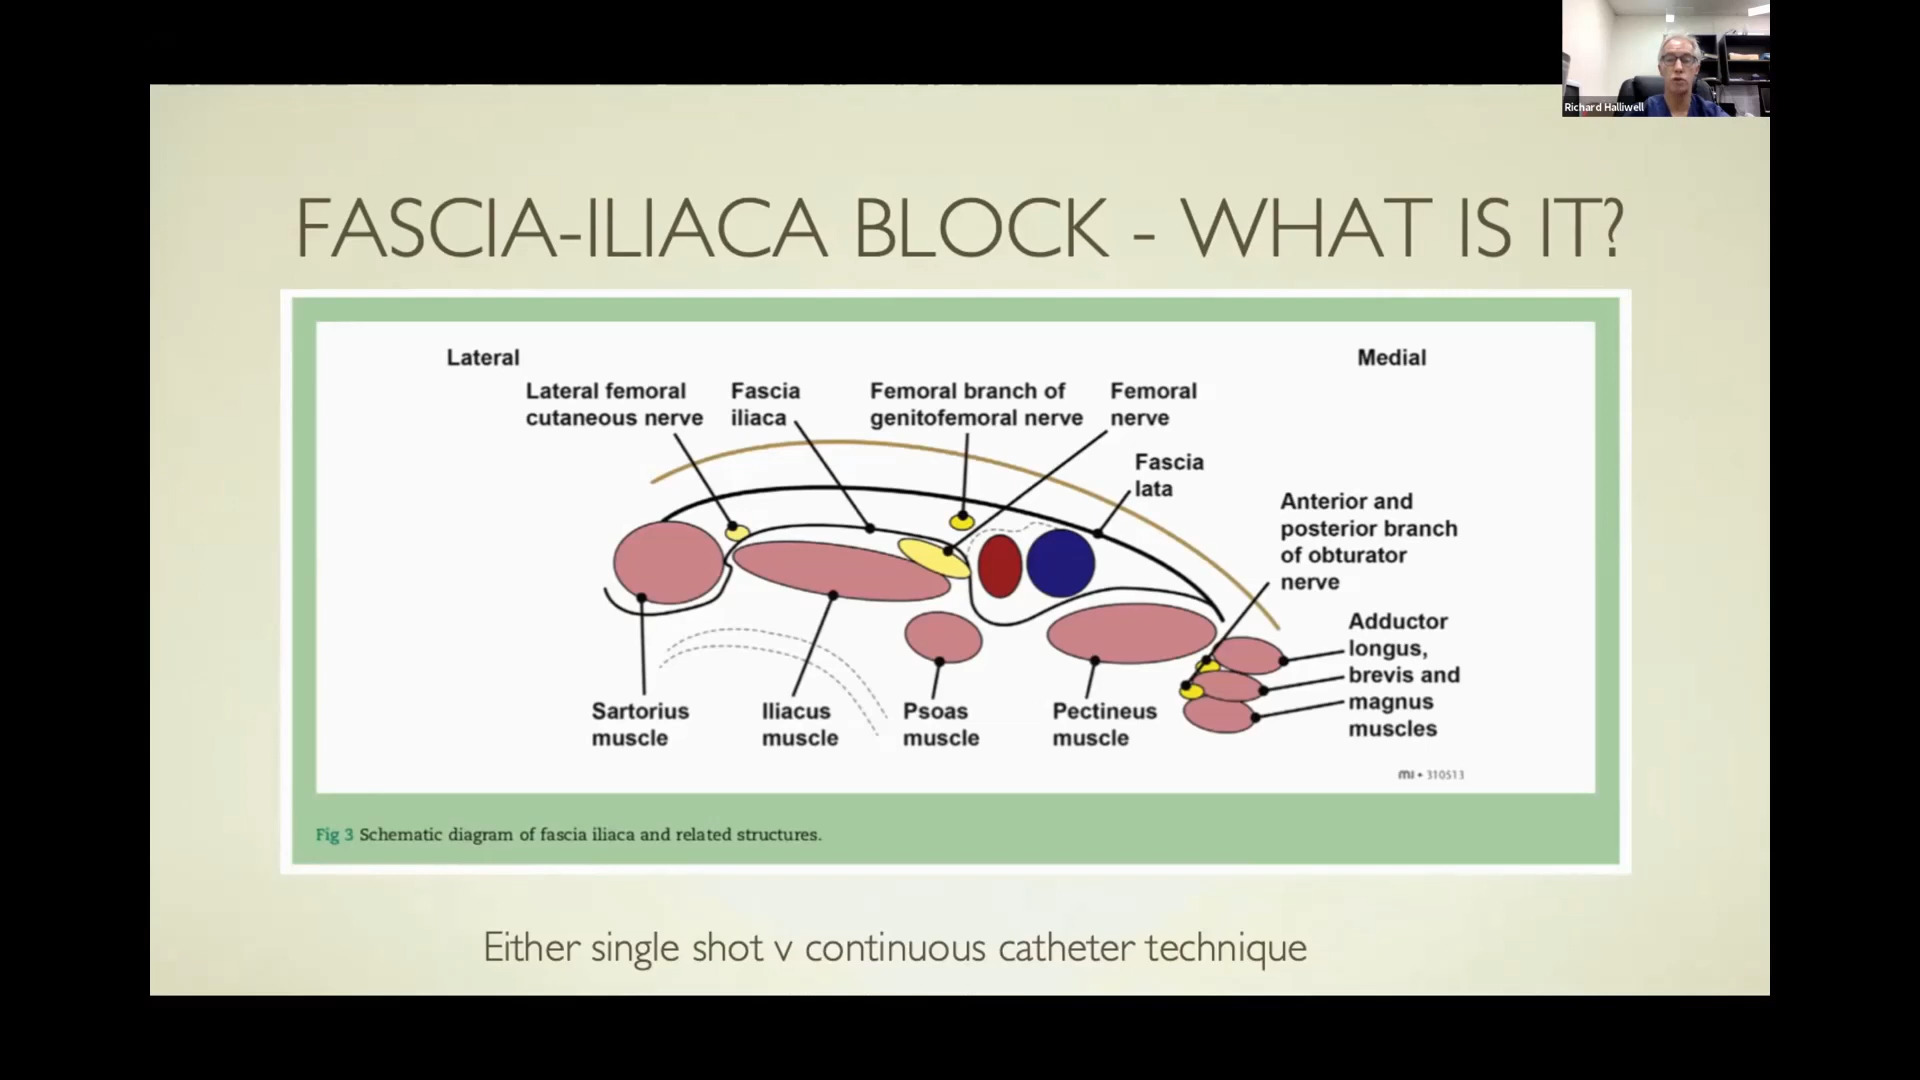 Richard Halliwell
FASCIA-ILIACA BLOCK - WHAT IS IT?
Lateral
Medial
Lateral femoral
cutaneous nerve
Fascia
iliaca
Femoral branch of
genitofemoral nerve
Femoral
nerve
Fascia
lata
Anterior and
posterior branch
of obturator
nerve
Adductor
longus,
brevis and
magnus
muscles
Sartorius
muscle
Iliacus
muscle
Psoas
muscle
Pectineus
muscle
mı • 310513
Fig 3 Schematic diagram of fascia iliaca and related structures.
Either single shot v continuous catheter technique